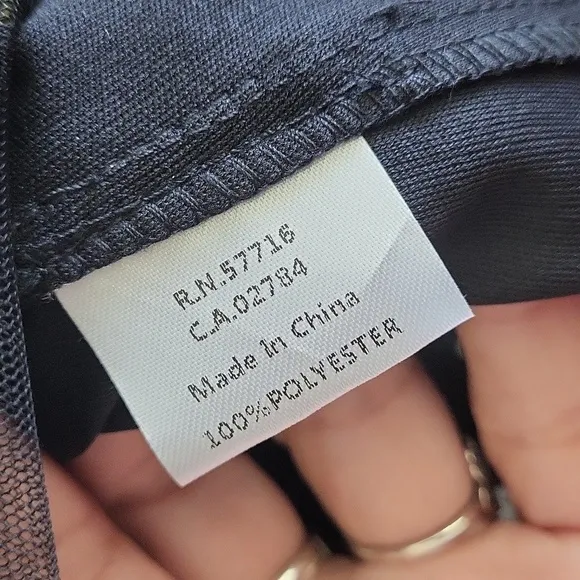 R.N.57716
C.A.02784
Made In China
100%POLYESTER